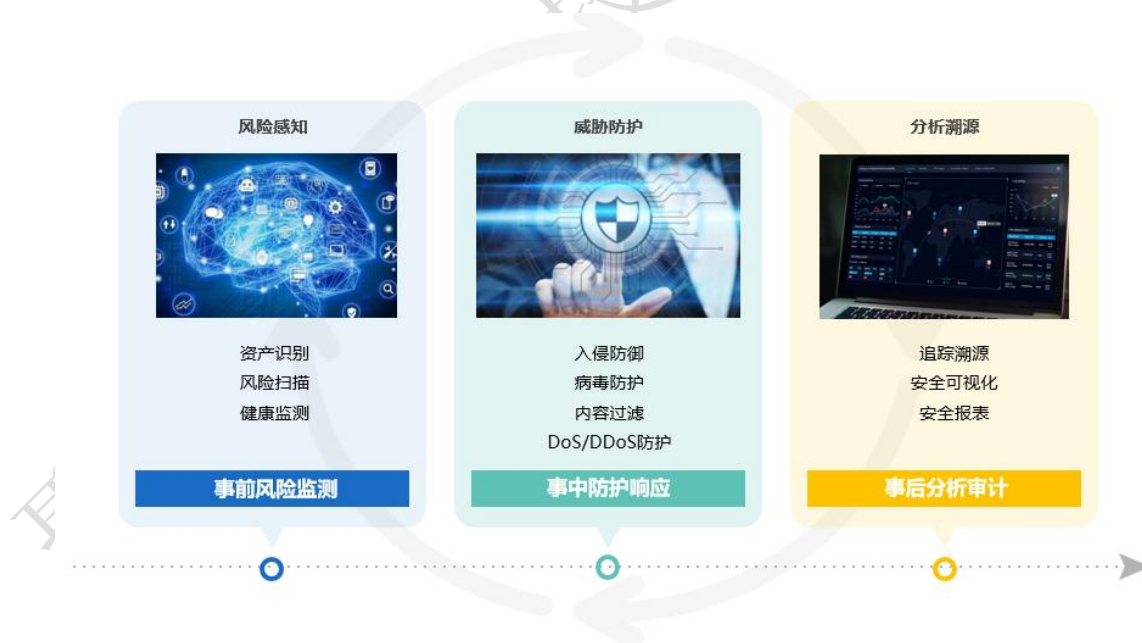 风险感知
资产识别
风险扫描
健康监测
事前风险监测
威胁防护
入侵防御
病毒防护
内容过滤
DoS/DDoS防护
事中防护响应
分析溯源
追踪溯源
安全可视化
安全报表
事后分析审计